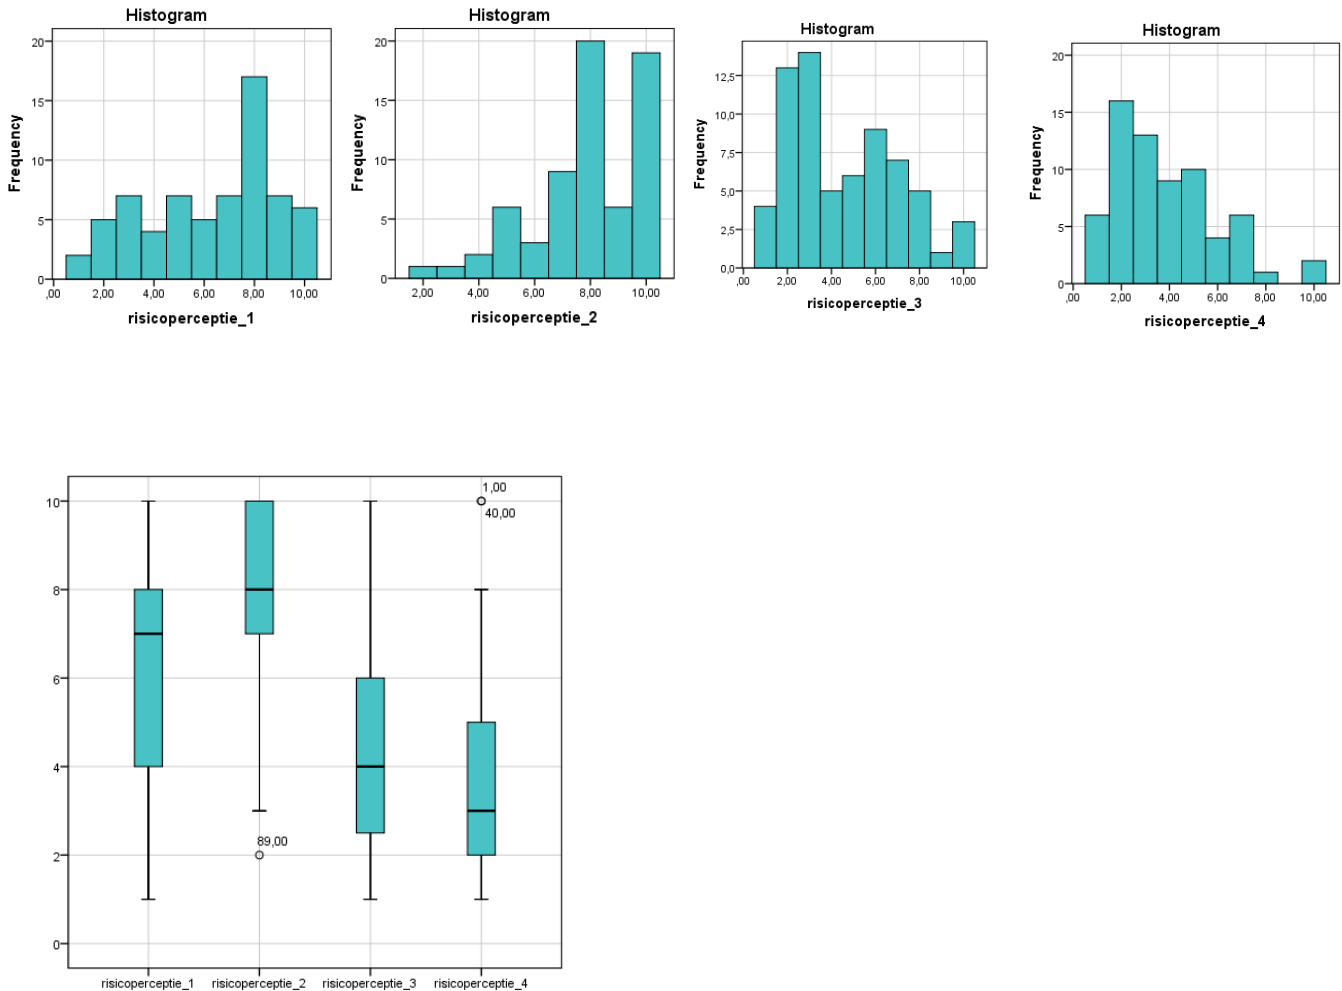 Histogram
Frequency
20
15
10
5
0
,00 2,00 4,00 6,00 8,00 10,00
risicoperceptie_1
Histogram
Frequency
20
15
10
5
0
2,00 4,00 6,00 8,00 10,00
risicoperceptie_2
Histogram
Frequency
12,5
10,0
7,5
5,0
2,5
0,0
,00 2,00 4,00 6,00 8,00 10,00
risicoperceptie_3
Histogram
Frequency
20
15
10
5
0
,00 2,00 4,00 6,00 8,00 10,00
risicoperceptie_4
10
8
6
4
2
0
1,00
40,00
89,00
risicoperceptie_1 risicoperceptie_2 risicoperceptie_3 risicoperceptie_4